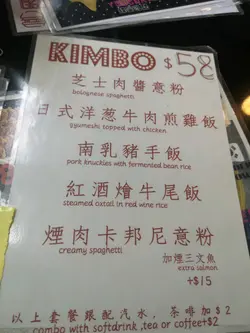 KIMBO $58
芝士肉醬意粉
bolognese spaghetti
日式洋葱牛肉煎雞飯
gyumeshi topped with chicken
南乳豬手飯
pork knuckles with fermented bean rice
紅酒燴牛尾飯
steamed oxtail in red wine rice
煙肉卡邦尼意粉
creamy spaghetti
加煙三文魚
extra salmon
+$15
以上套餐跟配汽水，茶啡加$2
combo with softdrink ,tea or coffee+$2